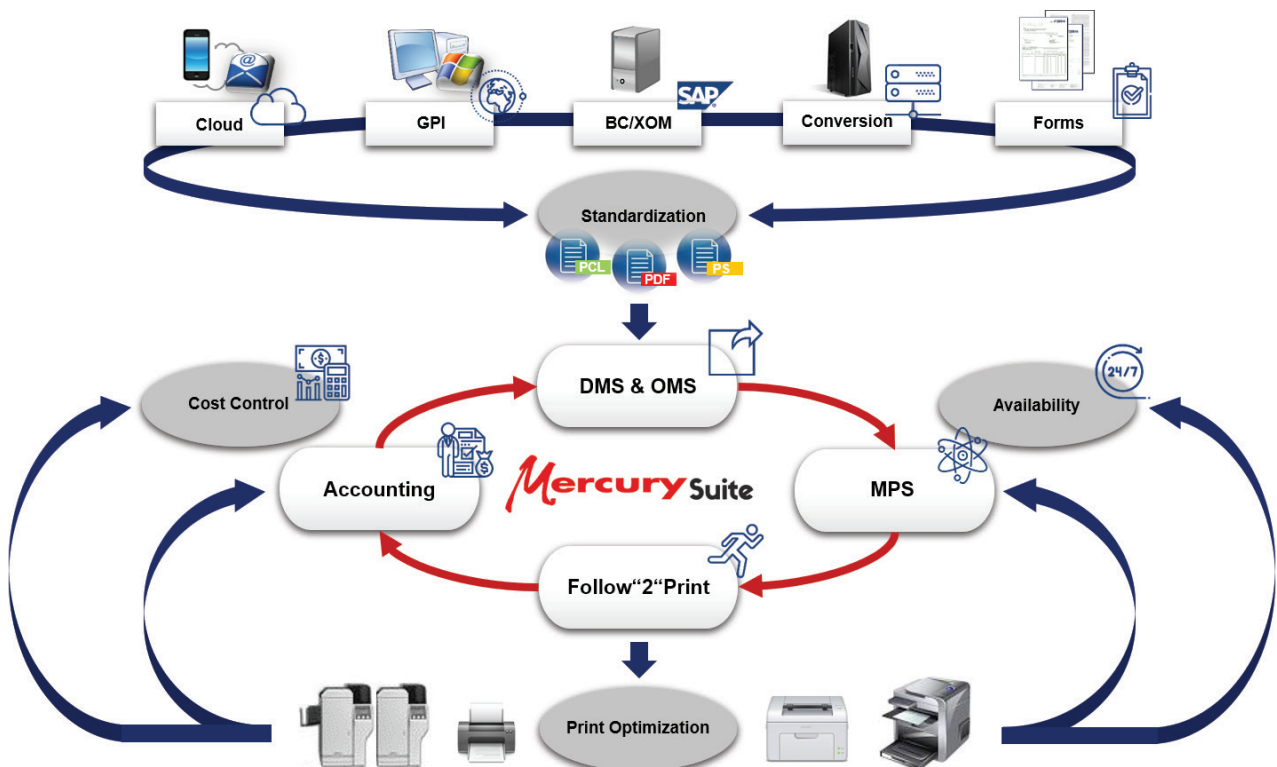 @
SAP
Cloud
GPI
BC/XOM
Conversion
Forms
Standardization
PCL
PDF
PS
$
24/7
Cost Control
DMS & OMS
Availability
$
Accounting
Mercury Suite
MPS
Follow“2“Print
Print Optimization